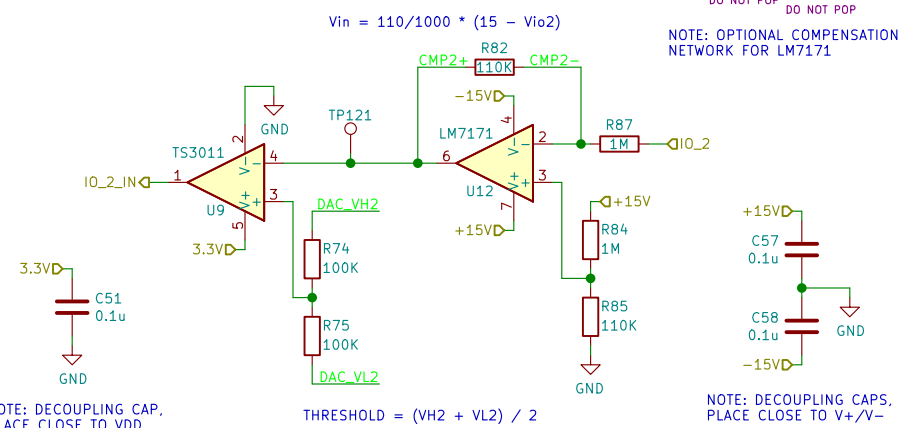 DO NOT POP
DO NOT POP
Vin = 110/1000 * (15 - Vio2)
NOTE: OPTIONAL COMPENSATION
NETWORK FOR LM7171
R82
CMP2+
110K
CMP2-
-15V
4
GND
TP121
LM7171
2
R87
1M
IO_2
2
TS3011
4
6
V-
V-
3
IO_2_IN
1
V+
3
V+
U12
+15V
U9
DAC_VH2
7
5
+15V
R84
1M
+15V
3.3V
R74
100K
C57
0.1u
3.3V
C51
0.1u
R85
110K
R75
100K
C58
0.1u
GND
-15V
GND
DAC_VL2
GND
OTE: DECOUPLING CAP,
ACE CLOSE TO VDD
THRESHOLD = (VH2 + VL2) / 2
NOTE: DECOUPLING CAPS,
PLACE CLOSE TO V+/V-